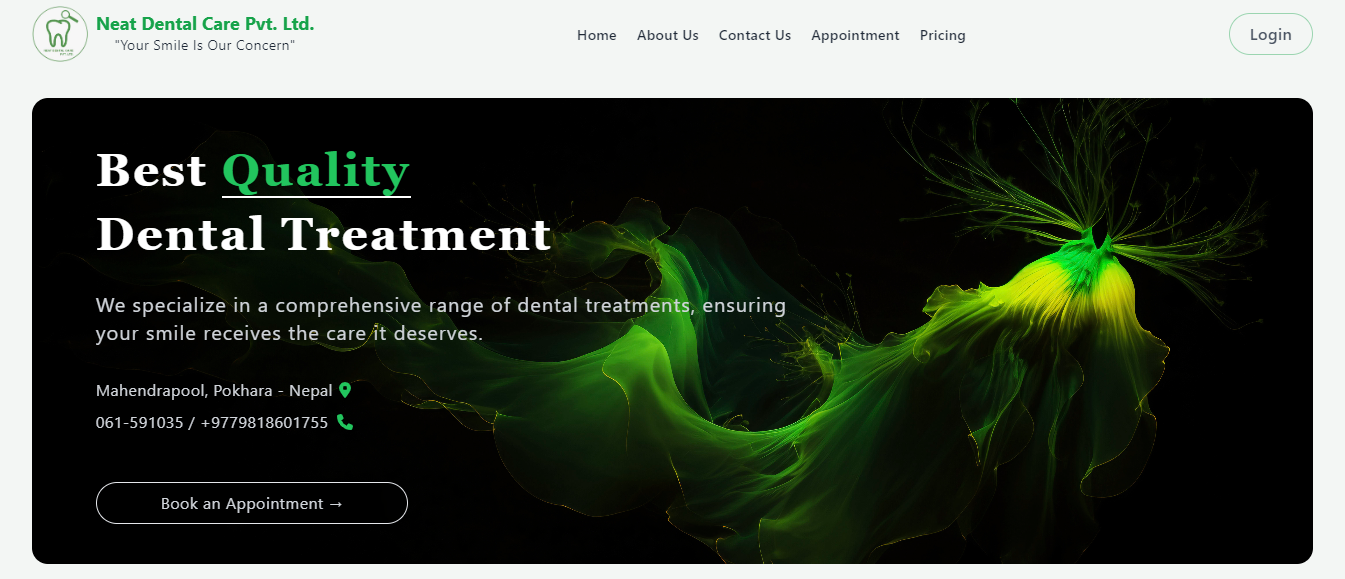 Neat Dental Care Pvt. Ltd.
"Your Smile Is Our Concern"
Home About Us Contact Us Appointment Pricing
Login
Best Quality
Dental Treatment
We specialize in a comprehensive range of dental treatments, ensuring
your smile receives the care it deserves.
Mahendrapool, Pokhara - Nepal
061-591035 / +9779818601755
Book an Appointment →